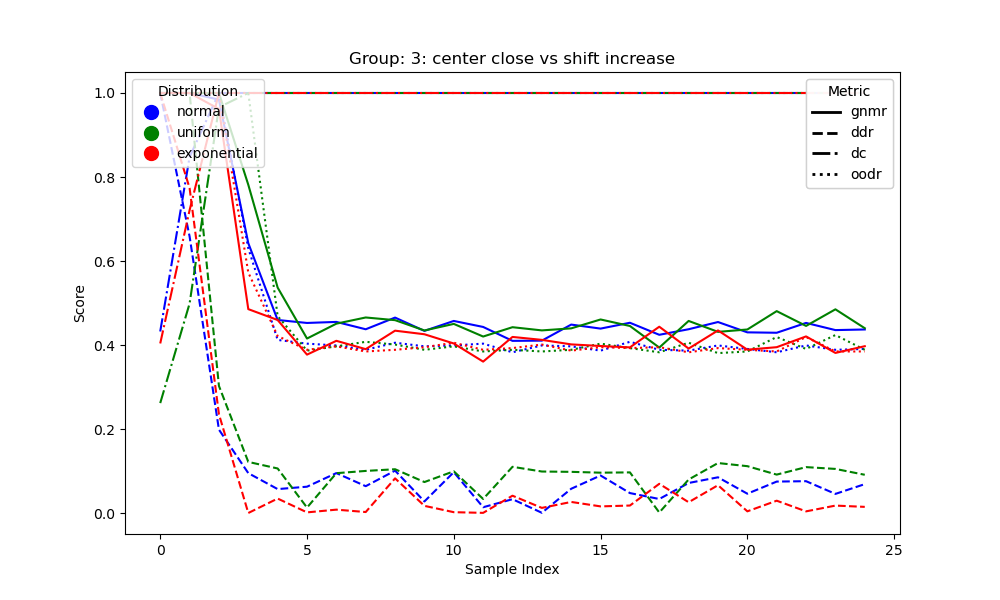 Group: 3: center close vs shift increase
Distribution
normal
uniform
exponential
Metric
gnmr
ddr
dc
oodr
Score
1.0
0.8
0.6
0.4
0.2
0.0
0
5
10
15
20
25
Sample Index